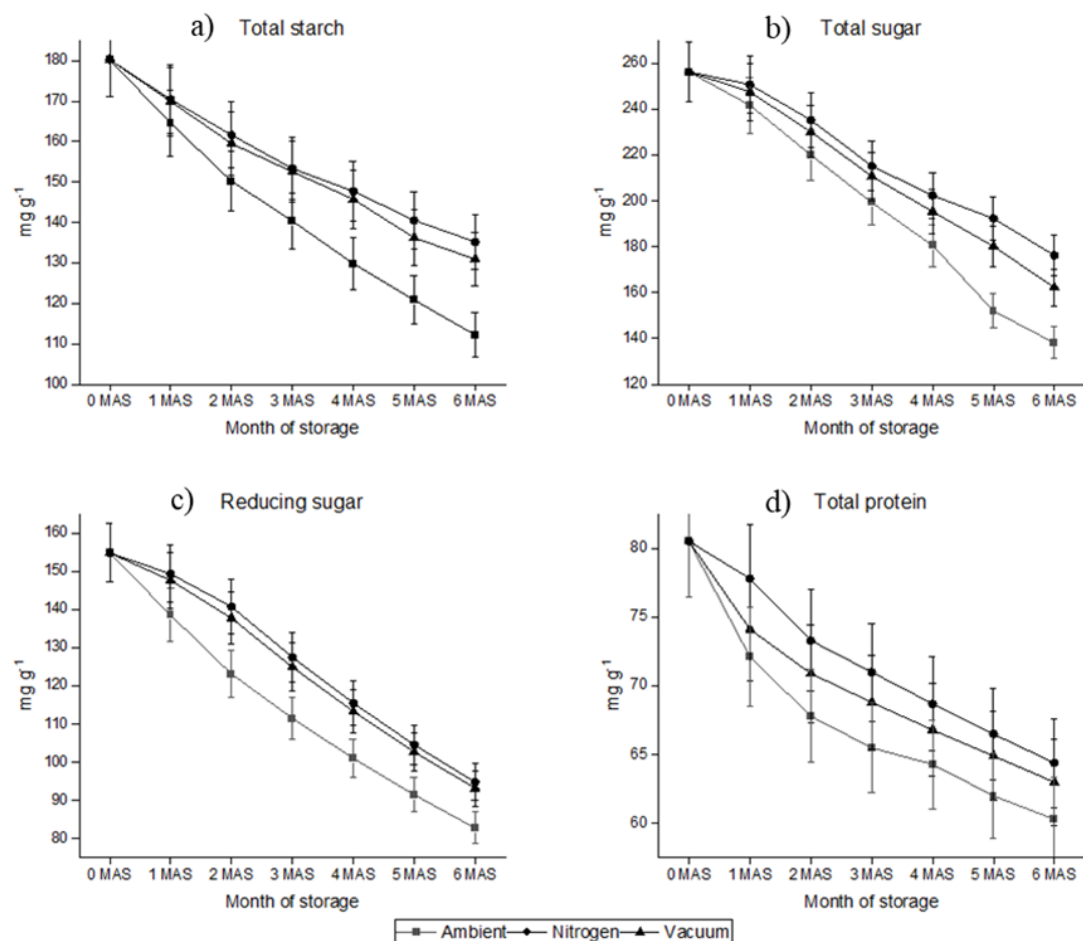 a) Total starch
180
170
160
150
140
130
120
110
100
mg g⁻¹
0 MAS 1 MAS 2 MAS 3 MAS 4 MAS 5 MAS 6 MAS
Month of storage
b) Total sugar
260
240
220
200
180
160
140
120
mg g⁻¹
0 MAS 1 MAS 2 MAS 3 MAS 4 MAS 5 MAS 6 MAS
Month of storage
c) Reducing sugar
160
150
140
130
120
110
100
90
80
mg g⁻¹
0 MAS 1 MAS 2 MAS 3 MAS 4 MAS 5 MAS 6 MAS
Month of storage
d) Total protein
80
75
70
65
60
mg g⁻¹
0 MAS 1 MAS 2 MAS 3 MAS 4 MAS 5 MAS 6 MAS
Month of storage
Ambient Nitrogen Vacuum